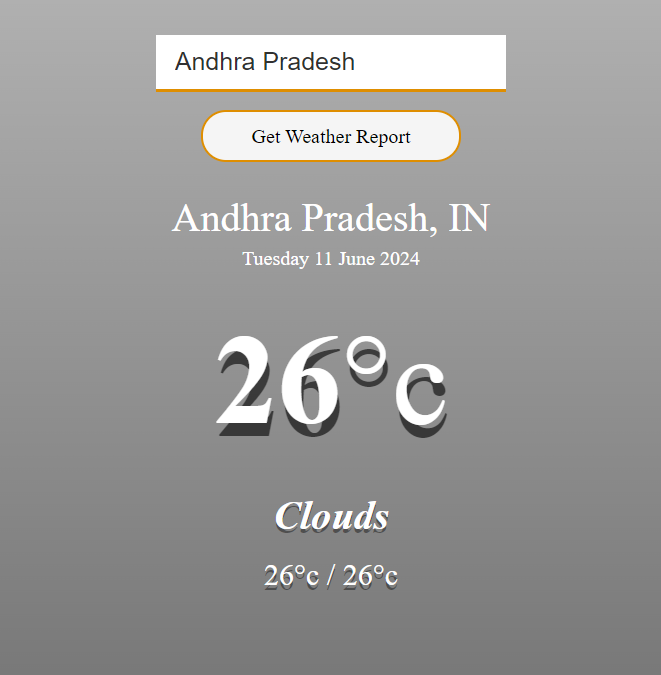 Andhra Pradesh
Get Weather Report
Andhra Pradesh, IN
Tuesday 11 June 2024
26°c
Clouds
26°c / 26°c